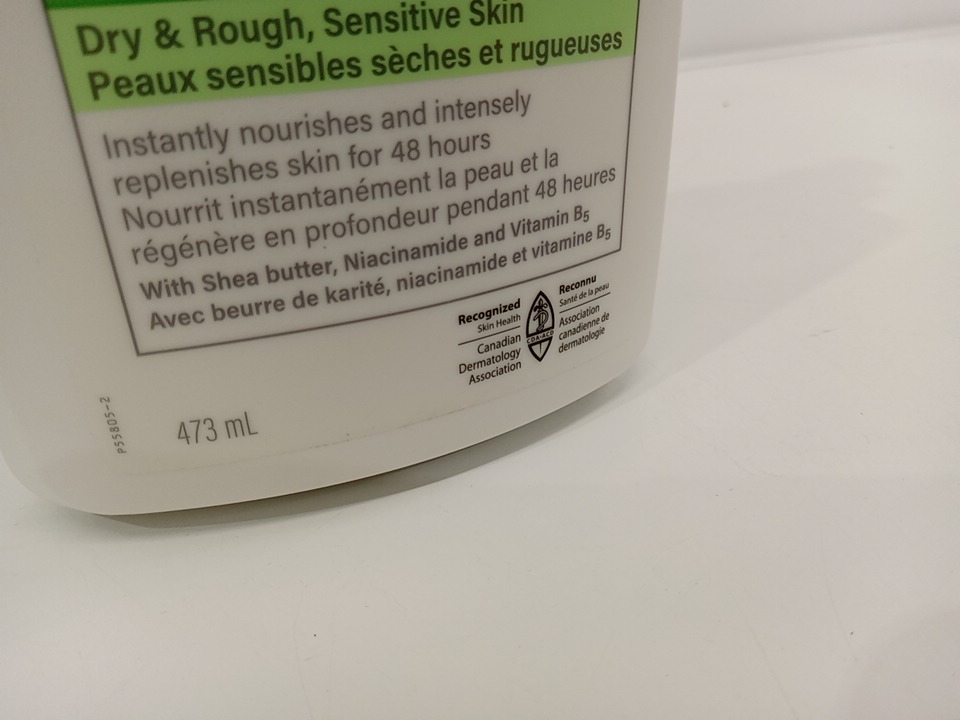 Dry & Rough, Sensitive Skin
Peaux sensibles sèches et rugueuses
Instantly nourishes and intensely
replenishes skin for 48 hours
Nourrit instantanément la peau et la
régénère en profondeur pendant 48 heures
With Shea butter, Niacinamide and Vitamin B5
Avec beurre de karité, niacinamide et vitamine B5
Recognized
Skin Health
Canadian
Dermatology
Association
CDA·ACD
Reconnu
Santé de la peau
Association
canadienne de
dermatologie
P55805-2
473 mL